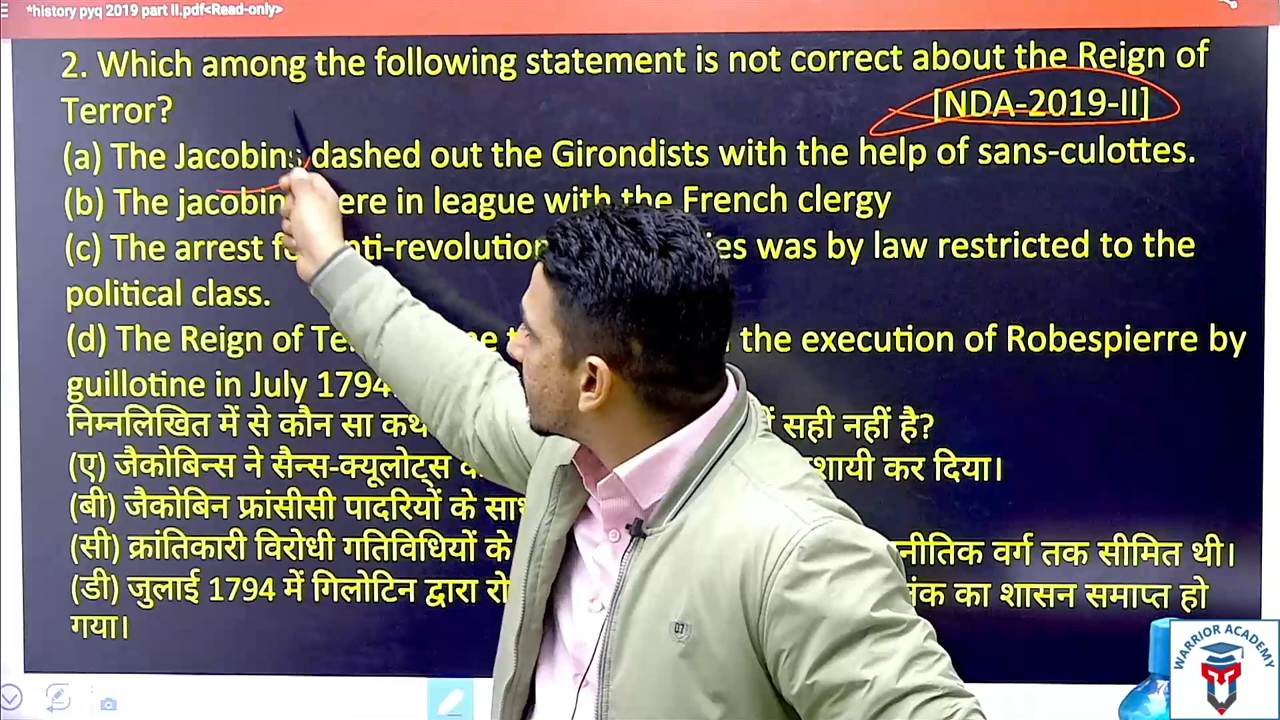 *history pyq 2019 part II.pdf<Read-only>
2. Which among the following statement is not correct about the Reign of
Terror? [NDA-2019-II]
(a) The Jacobins dashed out the Girondists with the help of sans-culottes.
(b) The jacobin ere in league with the French clergy
(c) The arrest f nti-revolution es was by law restricted to the
political class.
(d) The Reign of Te the execution of Robespierre by
guillotine in July 1794
निम्नलिखित में से कौन सा कथ सही नहीं है?
(ए) जैकोबिन्स ने सैन्स-क्यूलोट्स शायी कर दिया।
(बी) जैकोबिन फ्रांसीसी पादरियों के सा
(सी) क्रांतिकारी विरोधी गतिविधियों के नीतिक वर्ग तक सीमित थी।
(डी) जुलाई 1794 में गिलोटिन द्वारा रो क का शासन समाप्त हो
गया।
07
WARRIOR ACADEMY